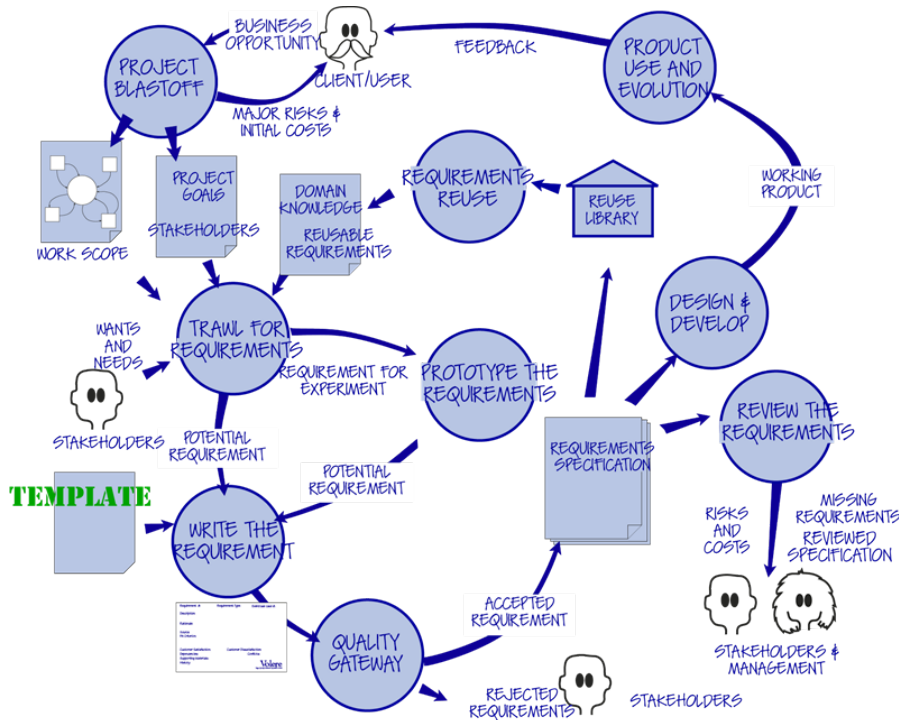 BUSINESS
OPPORTUNITY
PROJECT
BLASTOFF
CLIENT/USER
MAJOR RISKS &
INITIAL COSTS
FEEDBACK
PRODUCT
USE AND
EVOLUTION
WORK SCOPE
PROJECT
GOALS
STAKEHOLDERS
DOMAIN
KNOWLEDGE
REUSABLE
REQUIREMENTS
REQUIREMENTS
REUSE
REUSE
LIBRARY
WORKING
PRODUCT
DESIGN &
DEVELOP
WANTS
AND
NEEDS
STAKEHOLDERS
TRAWL FOR
REQUIREMENTS
REQUIREMENT FOR
EXPERIMENT
PROTOTYPE THE
REQUIREMENTS
POTENTIAL
REQUIREMENT
POTENTIAL
REQUIREMENT
REQUIREMENTS
SPECIFICATION
REVIEW THE
REQUIREMENTS
TEMPLATE
WRITE THE
REQUIREMENT
RISKS
AND
COSTS
MISSING
REQUIREMENTS
REVIEWED
SPECIFICATION
STAKEHOLDERS &
MANAGEMENT
Volere
QUALITY
GATEWAY
ACCEPTED
REQUIREMENT
REJECTED
REQUIREMENTS
STAKEHOLDERS